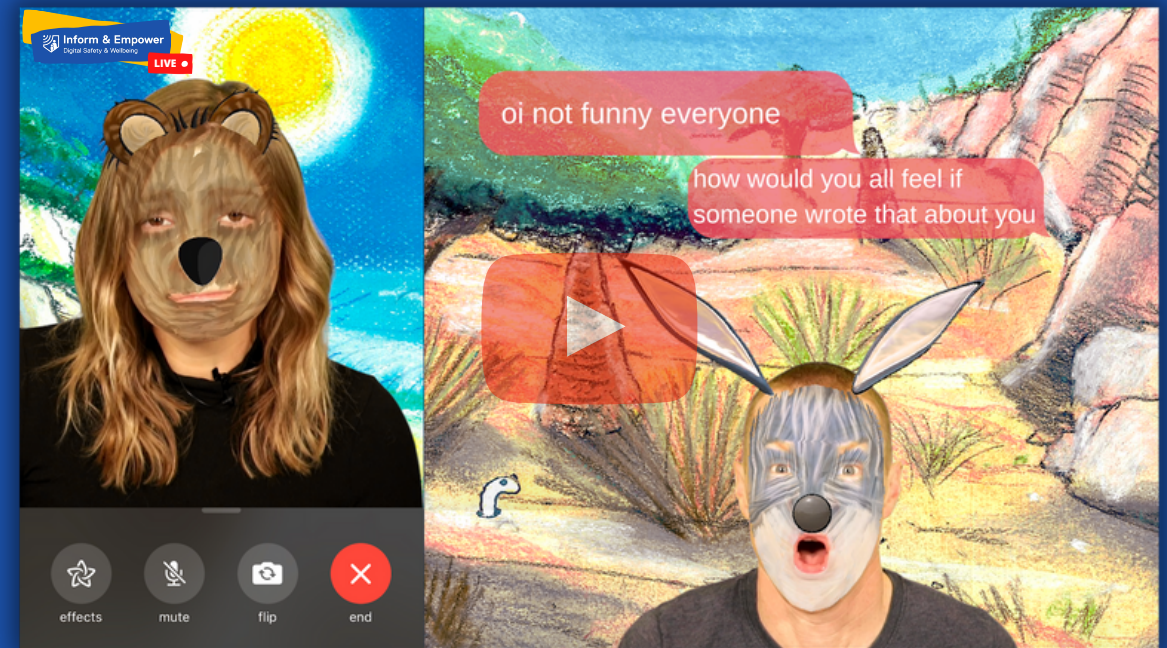 Inform & Empower
Digital Safety & Wellbeing
LIVE
oi not funny everyone
how would you all feel if
someone wrote that about you
effects
mute
flip
end